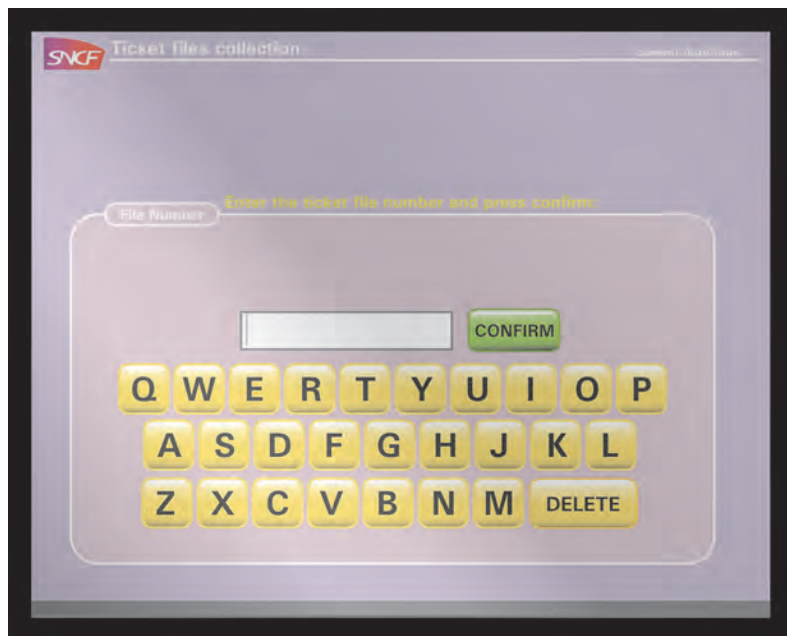 SNCF Ticket files collection
Enter the ticket file number and press confirm.
File Number
CONFIRM
Q W E R T Y U I O P
A S D F G H J K L
Z X C V B N M DELETE